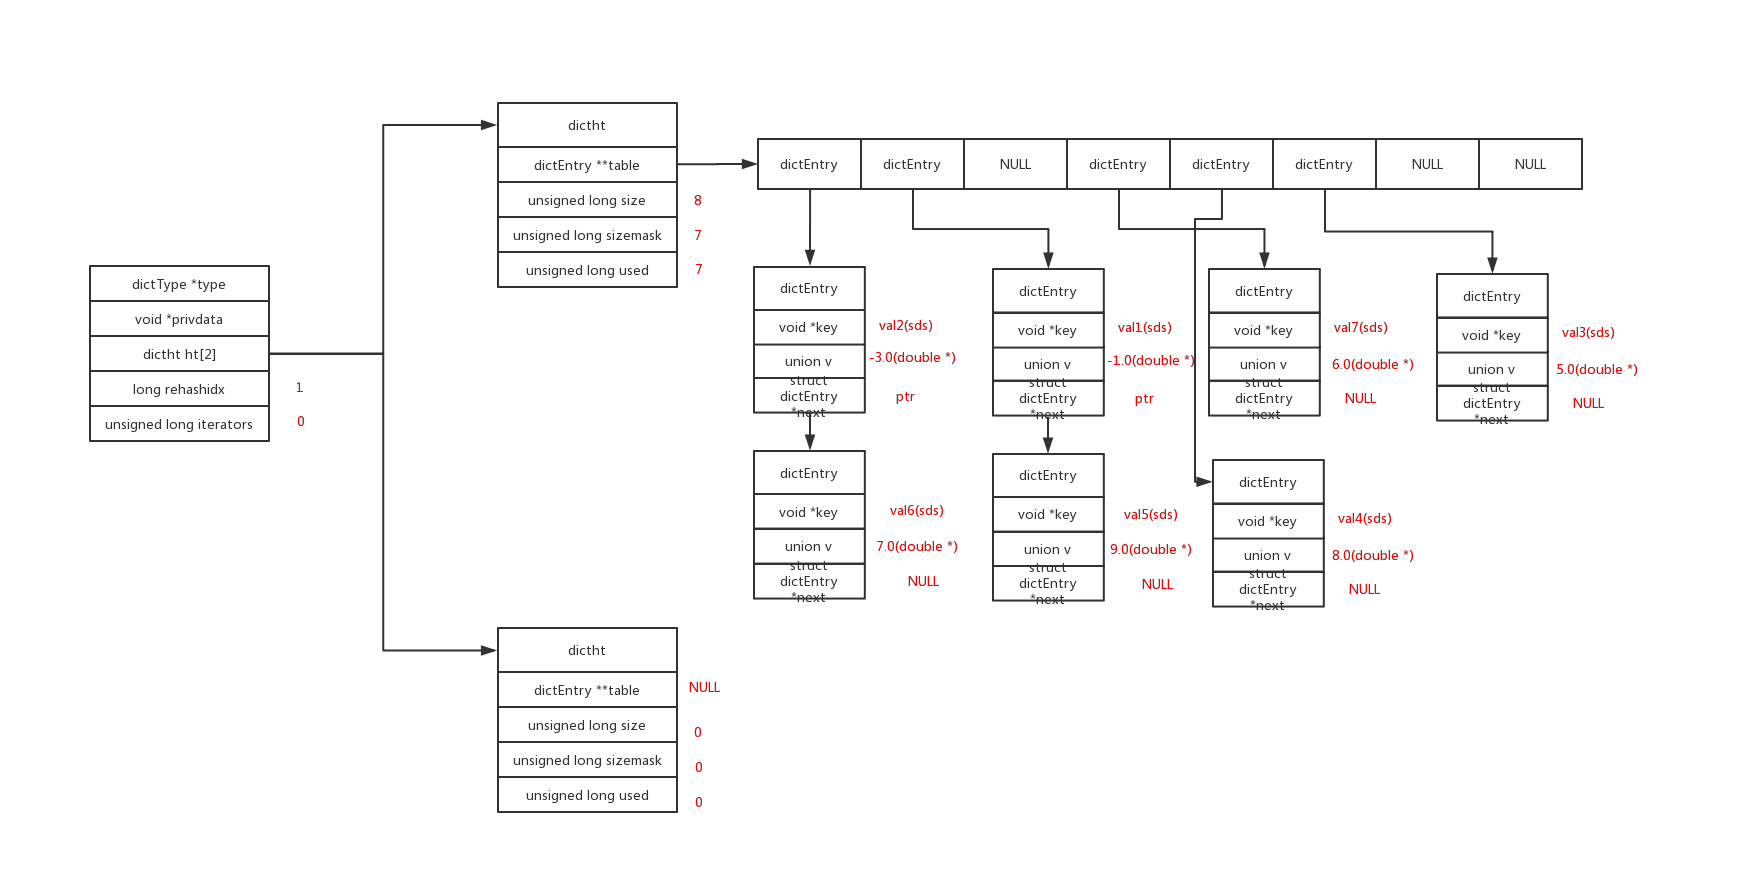 dictType *type
void *privdata
dictht ht[2]
long rehashidx
1
unsigned long iterators
0
dictht
dictEntry **table
unsigned long size
8
unsigned long sizemask
7
unsigned long used
7
dictEntry
dictEntry
NULL
dictEntry
dictEntry
dictEntry
NULL
NULL
dictEntry
void *key
val2(sds)
union v
-3.0(double *)
struct
dictEntry
*next
ptr
dictEntry
void *key
val1(sds)
union v
-1.0(double *)
struct
dictEntry
*next
ptr
dictEntry
void *key
val7(sds)
union v
6.0(double *)
struct
dictEntry
*next
NULL
dictEntry
void *key
val3(sds)
union v
5.0(double *)
struct
dictEntry
*next
NULL
dictEntry
void *key
val6(sds)
union v
7.0(double *)
struct
dictEntry
*next
NULL
dictEntry
void *key
val5(sds)
union v
9.0(double *)
struct
dictEntry
*next
NULL
dictEntry
void *key
val4(sds)
union v
8.0(double *)
struct
dictEntry
*next
NULL
dictht
dictEntry **table
NULL
unsigned long size
0
unsigned long sizemask
0
unsigned long used
0